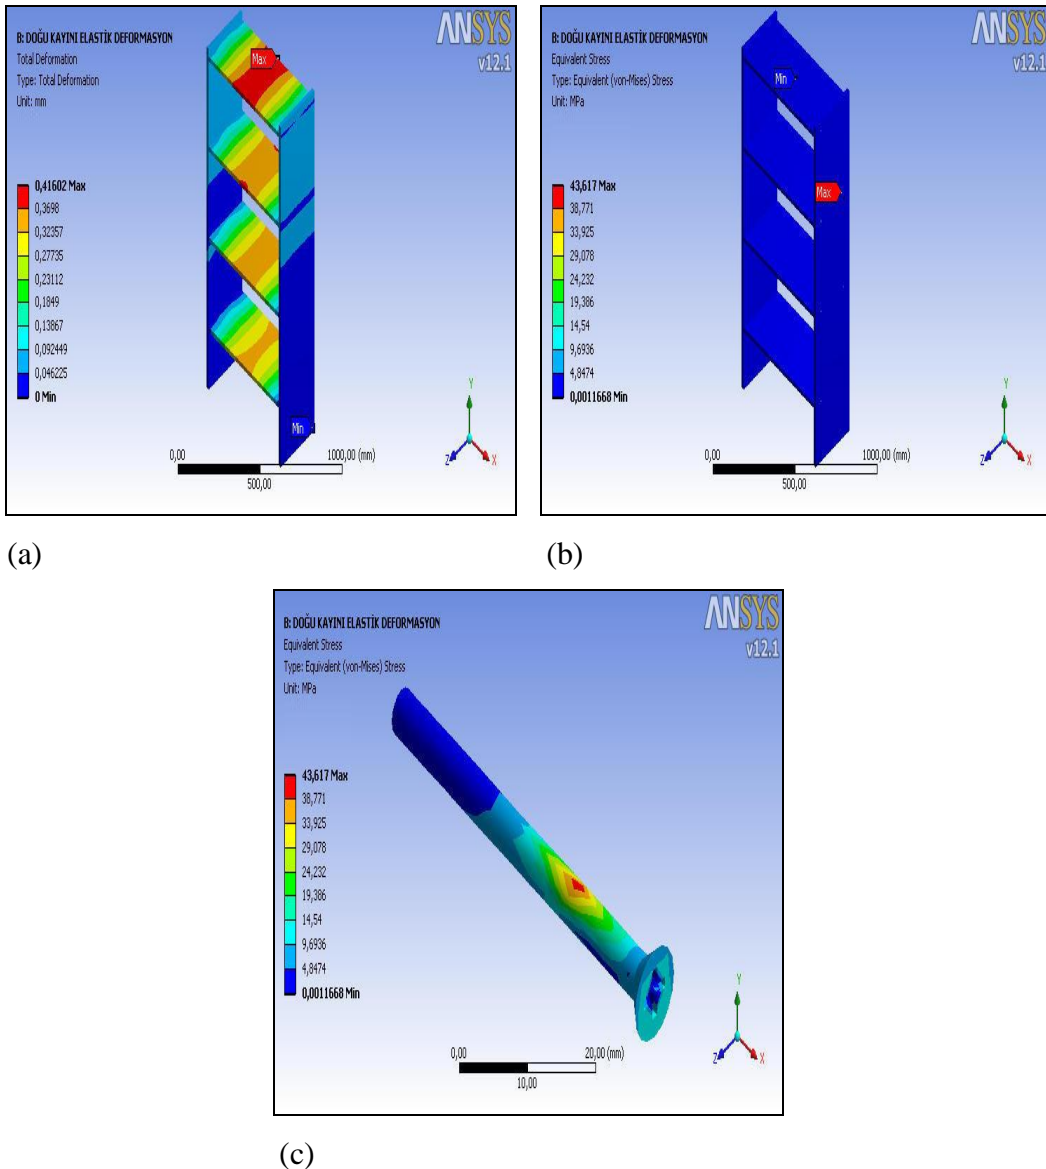 B: DOĞU KAYINI ELASTİK DEFORMASYON
Total Deformation
Type: Total Deformation
Unit: mm
ANSYS
v12.1
Max
0,41602 Max
0,3698
0,32357
0,27735
0,23112
0,1849
0,13867
0,092449
0,046225
0 Min
Min
0,00
1000,00 (mm)
500,00
Y
Z
X
(a)
B: DOĞU KAYINI ELASTİK DEFORMASYON
Equivalent Stress
Type: Equivalent (von-Mises) Stress
Unit: MPa
ANSYS
v12.1
Min
Max
43,617 Max
38,771
33,925
29,078
24,232
19,386
14,54
9,6936
4,8474
0,0011668 Min
0,00
1000,00 (mm)
500,00
Y
Z
X
(b)
B: DOĞU KAYINI ELASTİK DEFORMASYON
Equivalent Stress
Type: Equivalent (von-Mises) Stress
Unit: MPa
ANSYS
v12.1
43,617 Max
38,771
33,925
29,078
24,232
19,386
14,54
9,6936
4,8474
0,0011668 Min
0,00
20,00 (mm)
10,00
Y
Z
X
(c)